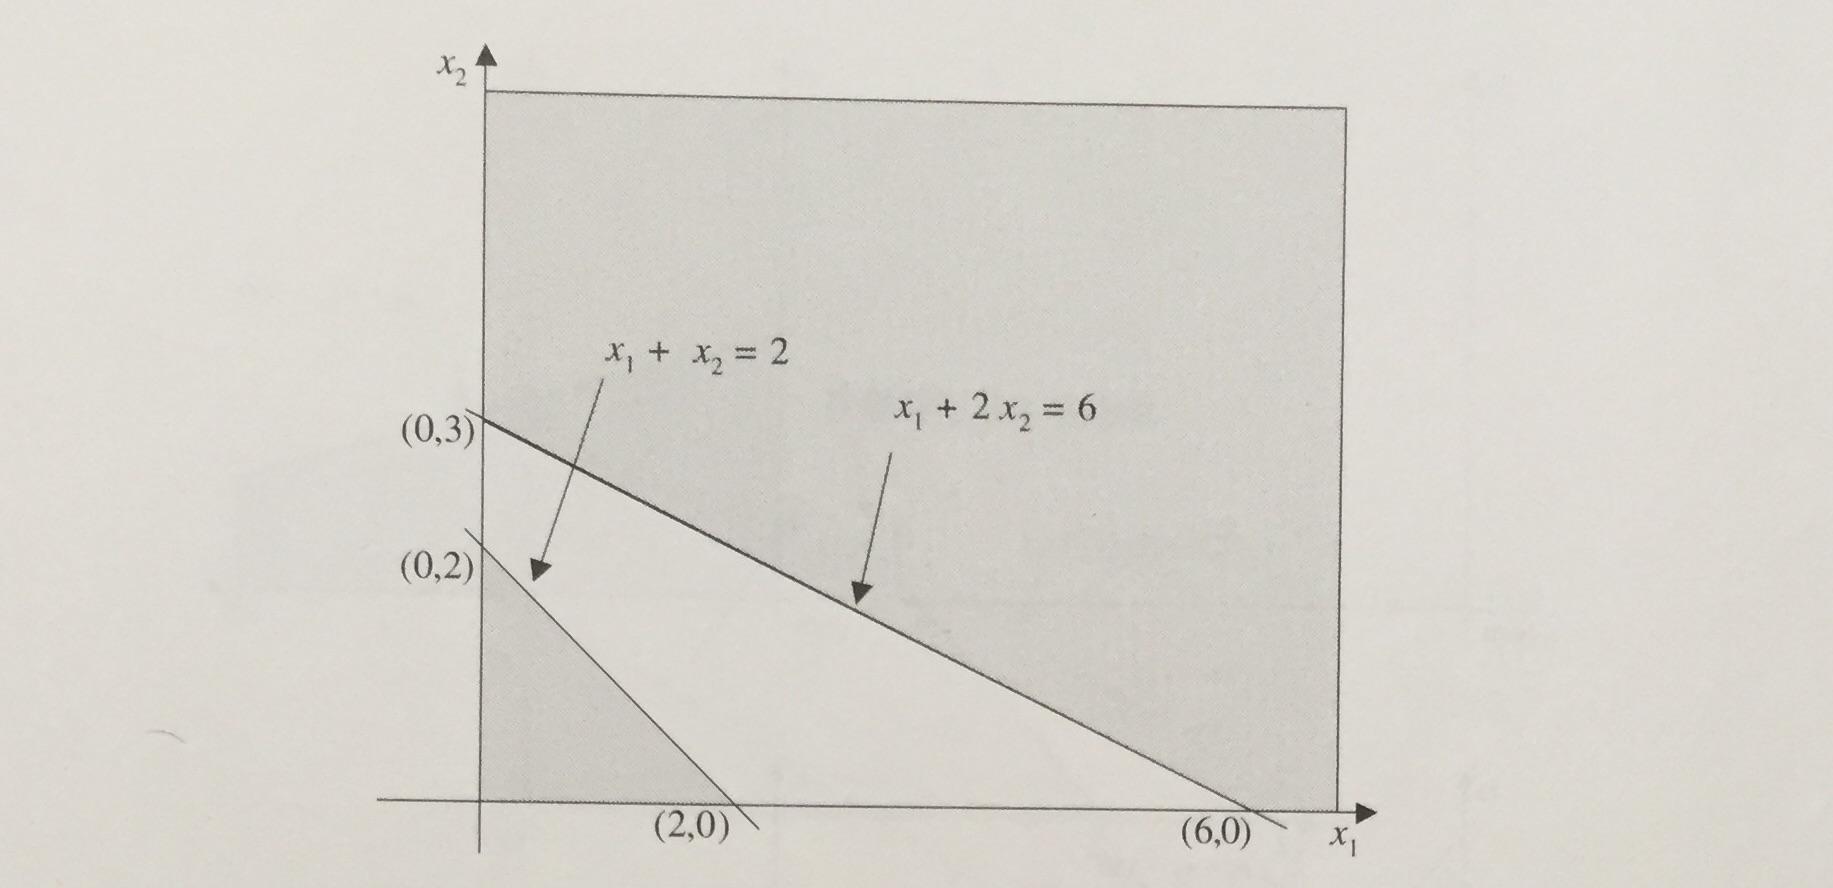 x₂
x₁ + x₂ = 2
x₁ + 2 x₂ = 6
(0,3)
(0,2)
(2,0)
(6,0)
x₁